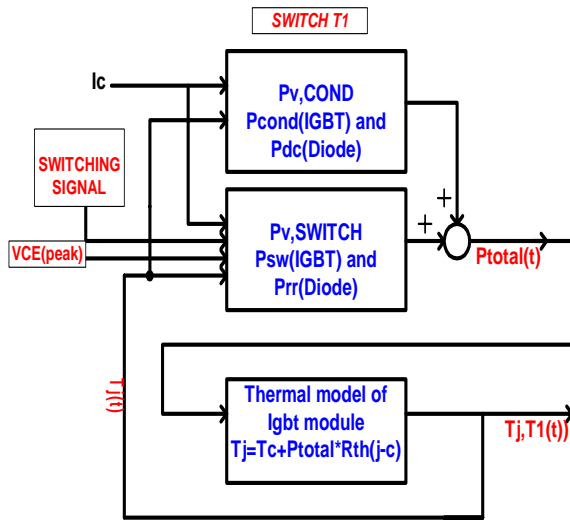 SWITCH T1
Ic
Pv,COND
Pcond(IGBT) and
Pdc(Diode)
SWITCHING
SIGNAL
VCE(peak)
Pv,SWITCH
Psw(IGBT) and
Prr(Diode)
+
+
Ptotal(t)
Tj(t)
Thermal model of
Igbt module
Tj=Tc+Ptotal*Rth(j-c)
Tj,T1(t))